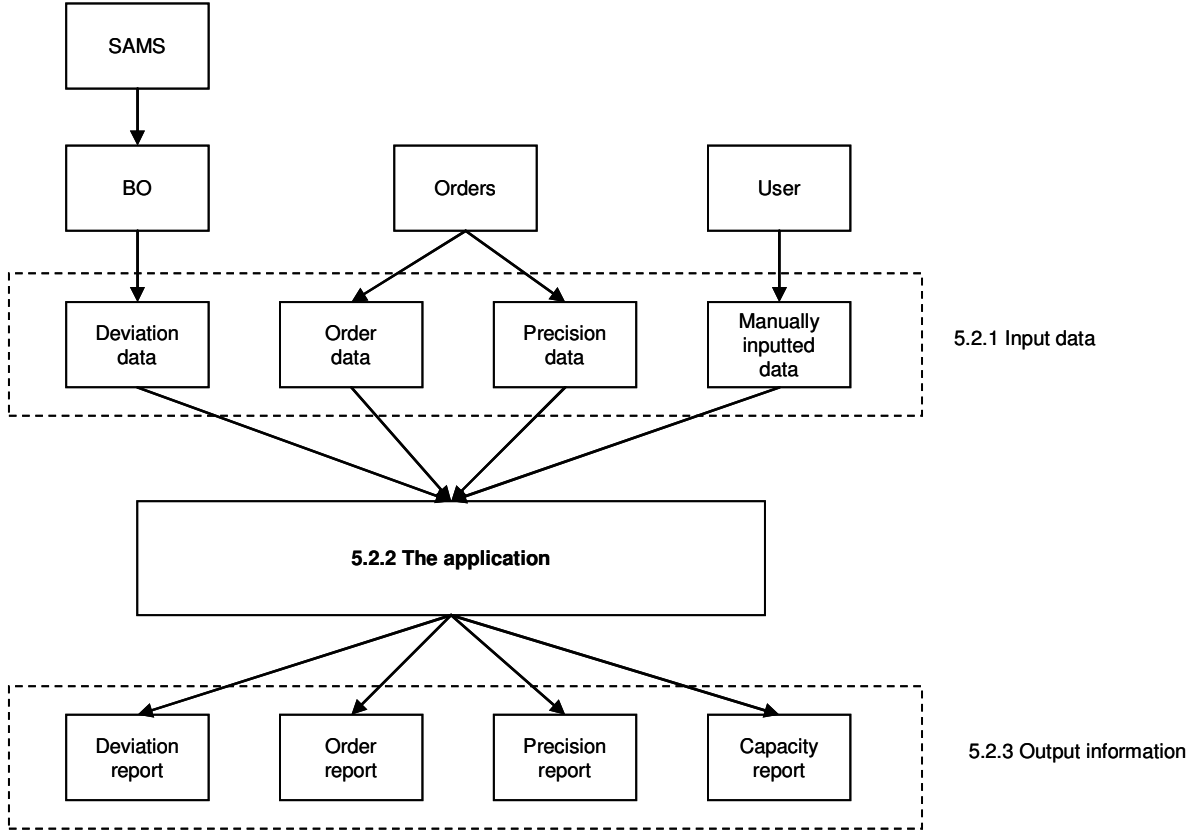 SAMS
BO
Orders
User
Deviation
data
Order
data
Precision
data
Manually
inputted
data
5.2.1 Input data
5.2.2 The application
Deviation
report
Order
report
Precision
report
Capacity
report
5.2.3 Output information